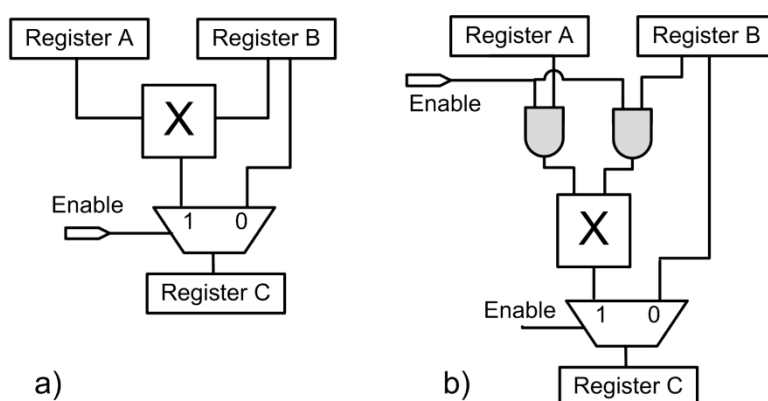 Register A
Register B
X
Enable
1 0
Register C
a)
Register A
Register B
Enable
X
Enable
1 0
Register C
b)